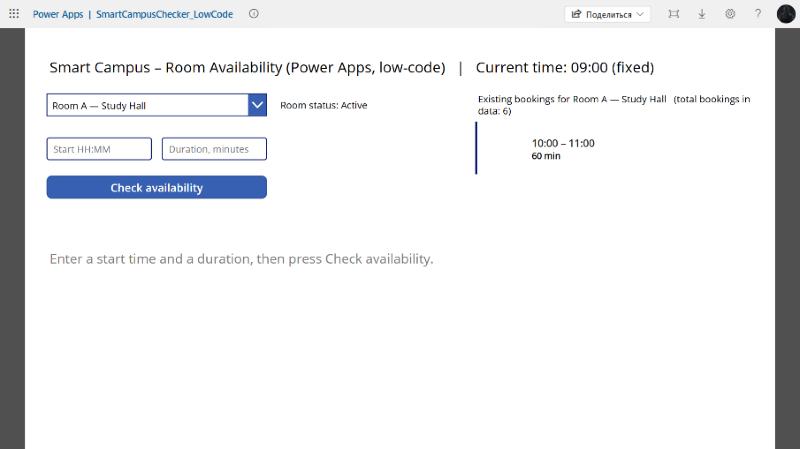 Power Apps | SmartCampusChecker_LowCode
Поделиться
?
Smart Campus – Room Availability (Power Apps, low-code) | Current time: 09:00 (fixed)
Room A — Study Hall
Room status: Active
Existing bookings for Room A — Study Hall (total bookings in
data: 6)
Start HH:MM
Duration, minutes
10:00 – 11:00
60 min
Check availability
Enter a start time and a duration, then press Check availability.